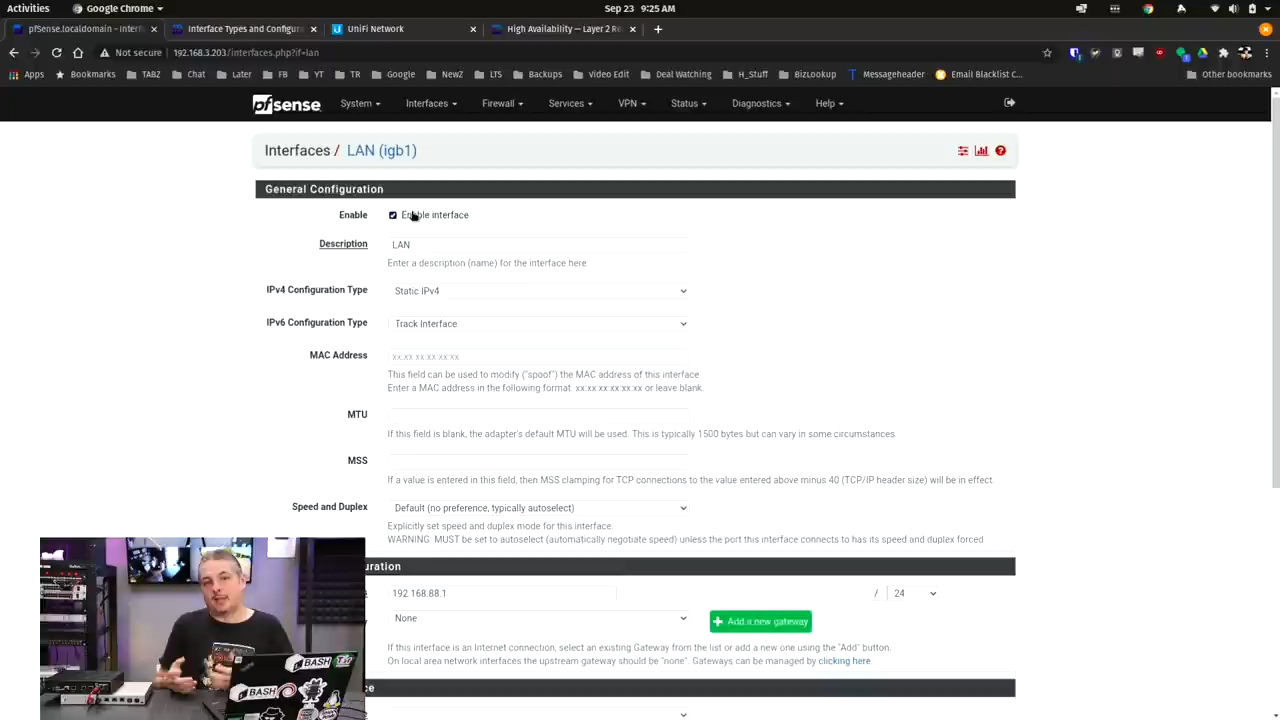 Activities
Google Chrome
Sep 23 9:25 AM
pfSense.localdomain - Interf
Interface Types and Configura
UniFi Network
High Availability — Layer 2 Re
Not secure
192.168.3.203/interfaces.php?if=lan
Apps
Bookmarks
TABZ
Chat
Later
FB
YT
TR
Google
New2
LTS
Backups
Video Edit
Deal Watching
H_Stuff
BizLookup
Messageheader
Email Blacklist C...
Other bookmarks
pfsense
System
Interfaces
Firewall
Services
VPN
Status
Diagnostics
Help
Interfaces / LAN (igb1)
General Configuration
Enable
Enable interface
Description
LAN
Enter a description (name) for the interface here
IPv4 Configuration Type
Static IPv4
IPv6 Configuration Type
Track Interface
MAC Address
xx:xx:xx:xx:xx:xx
This field can be used to modify ("spoof") the MAC address of this interface
Enter a MAC address in the following format: xx:xx:xx:xx:xx:xx or leave blank.
MTU
If this field is blank, the adapter's default MTU will be used. This is typically 1500 bytes but can vary in some circumstances.
MSS
If a value is entered in this field, then MSS clamping for TCP connections to the value entered above minus 40 (TCP/IP header size) will be in effect.
Speed and Duplex
Default (no preference, typically autoselect)
Explicitly set speed and duplex mode for this interface.
WARNING: MUST be set to autoselect (automatically negotiate speed) unless the port this interface connects to has its speed and duplex forced
uration
192.168.88.1
/ 24
None
Add a new gateway
If this interface is an Internet connection, select an existing Gateway from the list or add a new one using the "Add" button.
On local area network interfaces the upstream gateway should be "none". Gateways can be managed by clicking here
ce
BASH
BASH